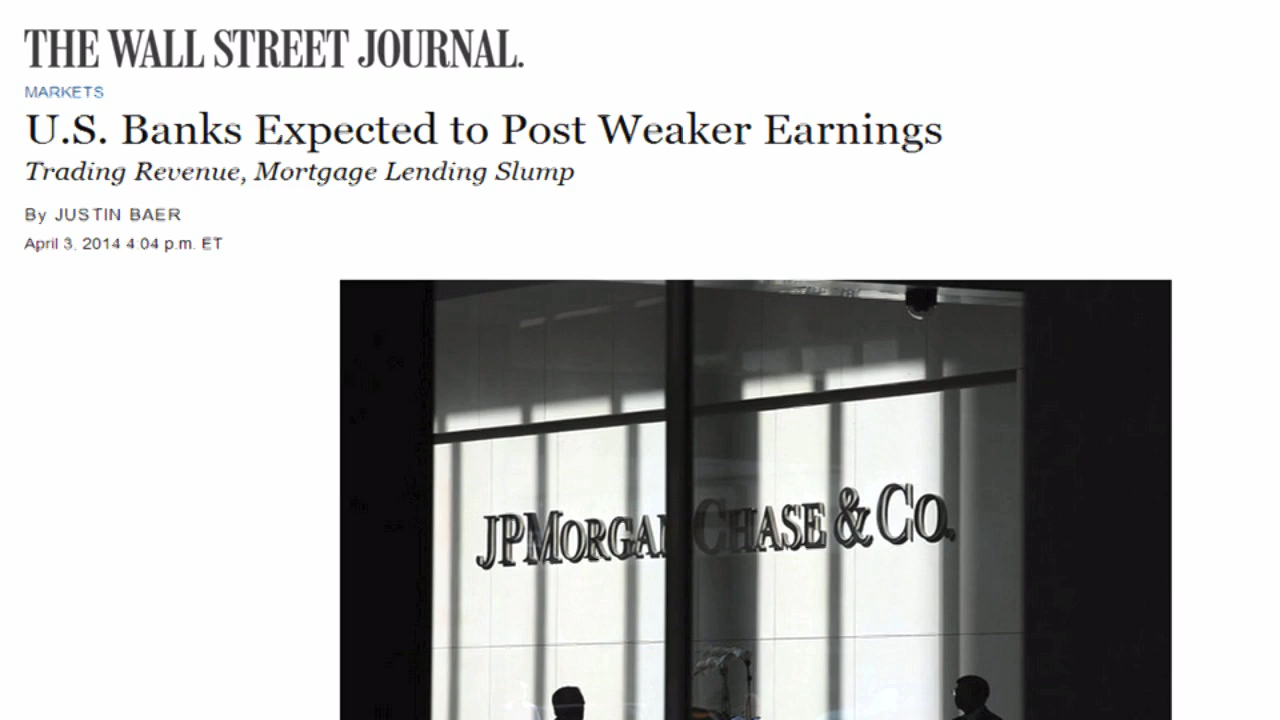 THE WALL STREET JOURNAL.
MARKETS
U.S. Banks Expected to Post Weaker Earnings
Trading Revenue, Mortgage Lending Slump
By JUSTIN BAER
April 3, 2014 4:04 p.m. ET
JPMORGAN CHASE & CO.